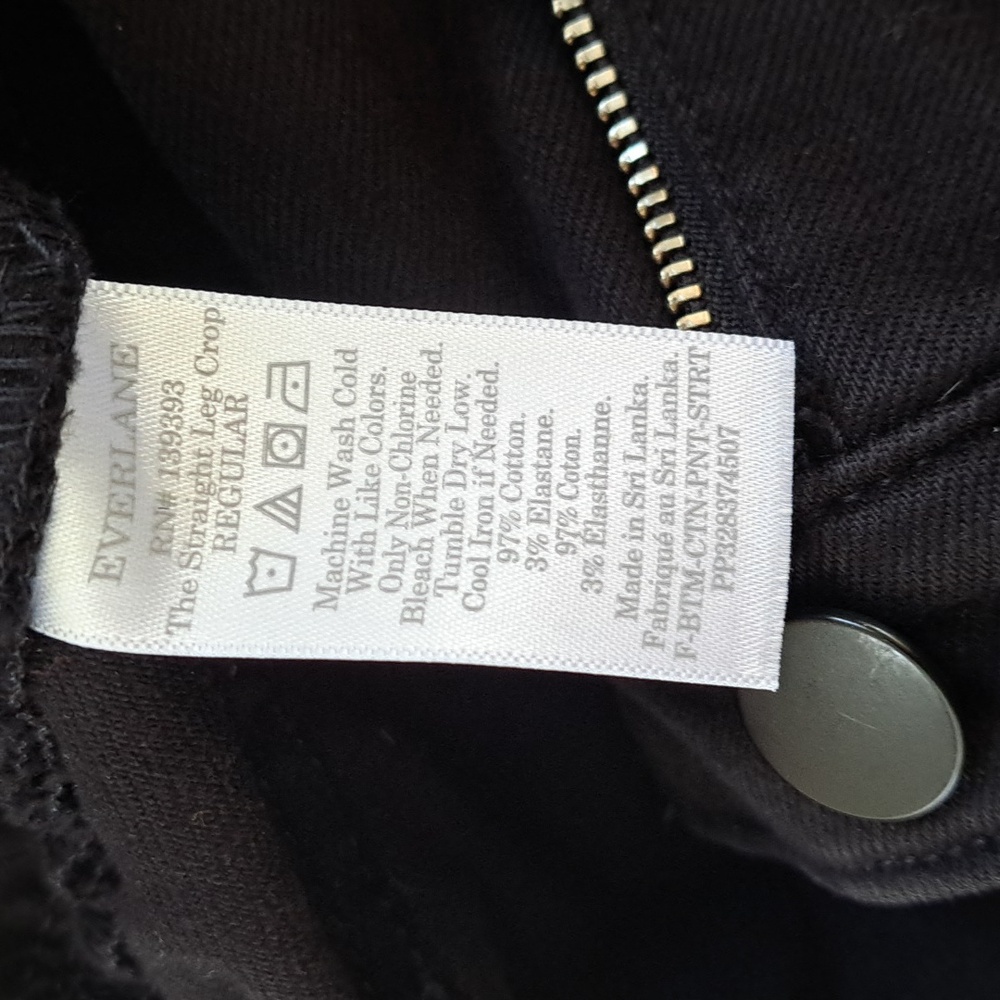 EVERLANE
RN# 139393
The Straight Leg Crop
REGULAR
Machine Wash Cold
With Like Colors.
Only Non-Chlorine
Bleach When Needed.
Tumble Dry Low.
Cool Iron if Needed.
97% Cotton.
3% Elastane.
97% Coton.
3% Élasthanne.
Made in Sri Lanka.
Fabriqué au Sri Lanka.
F-BTM-CTN-PNT-STRT
PP3282874507